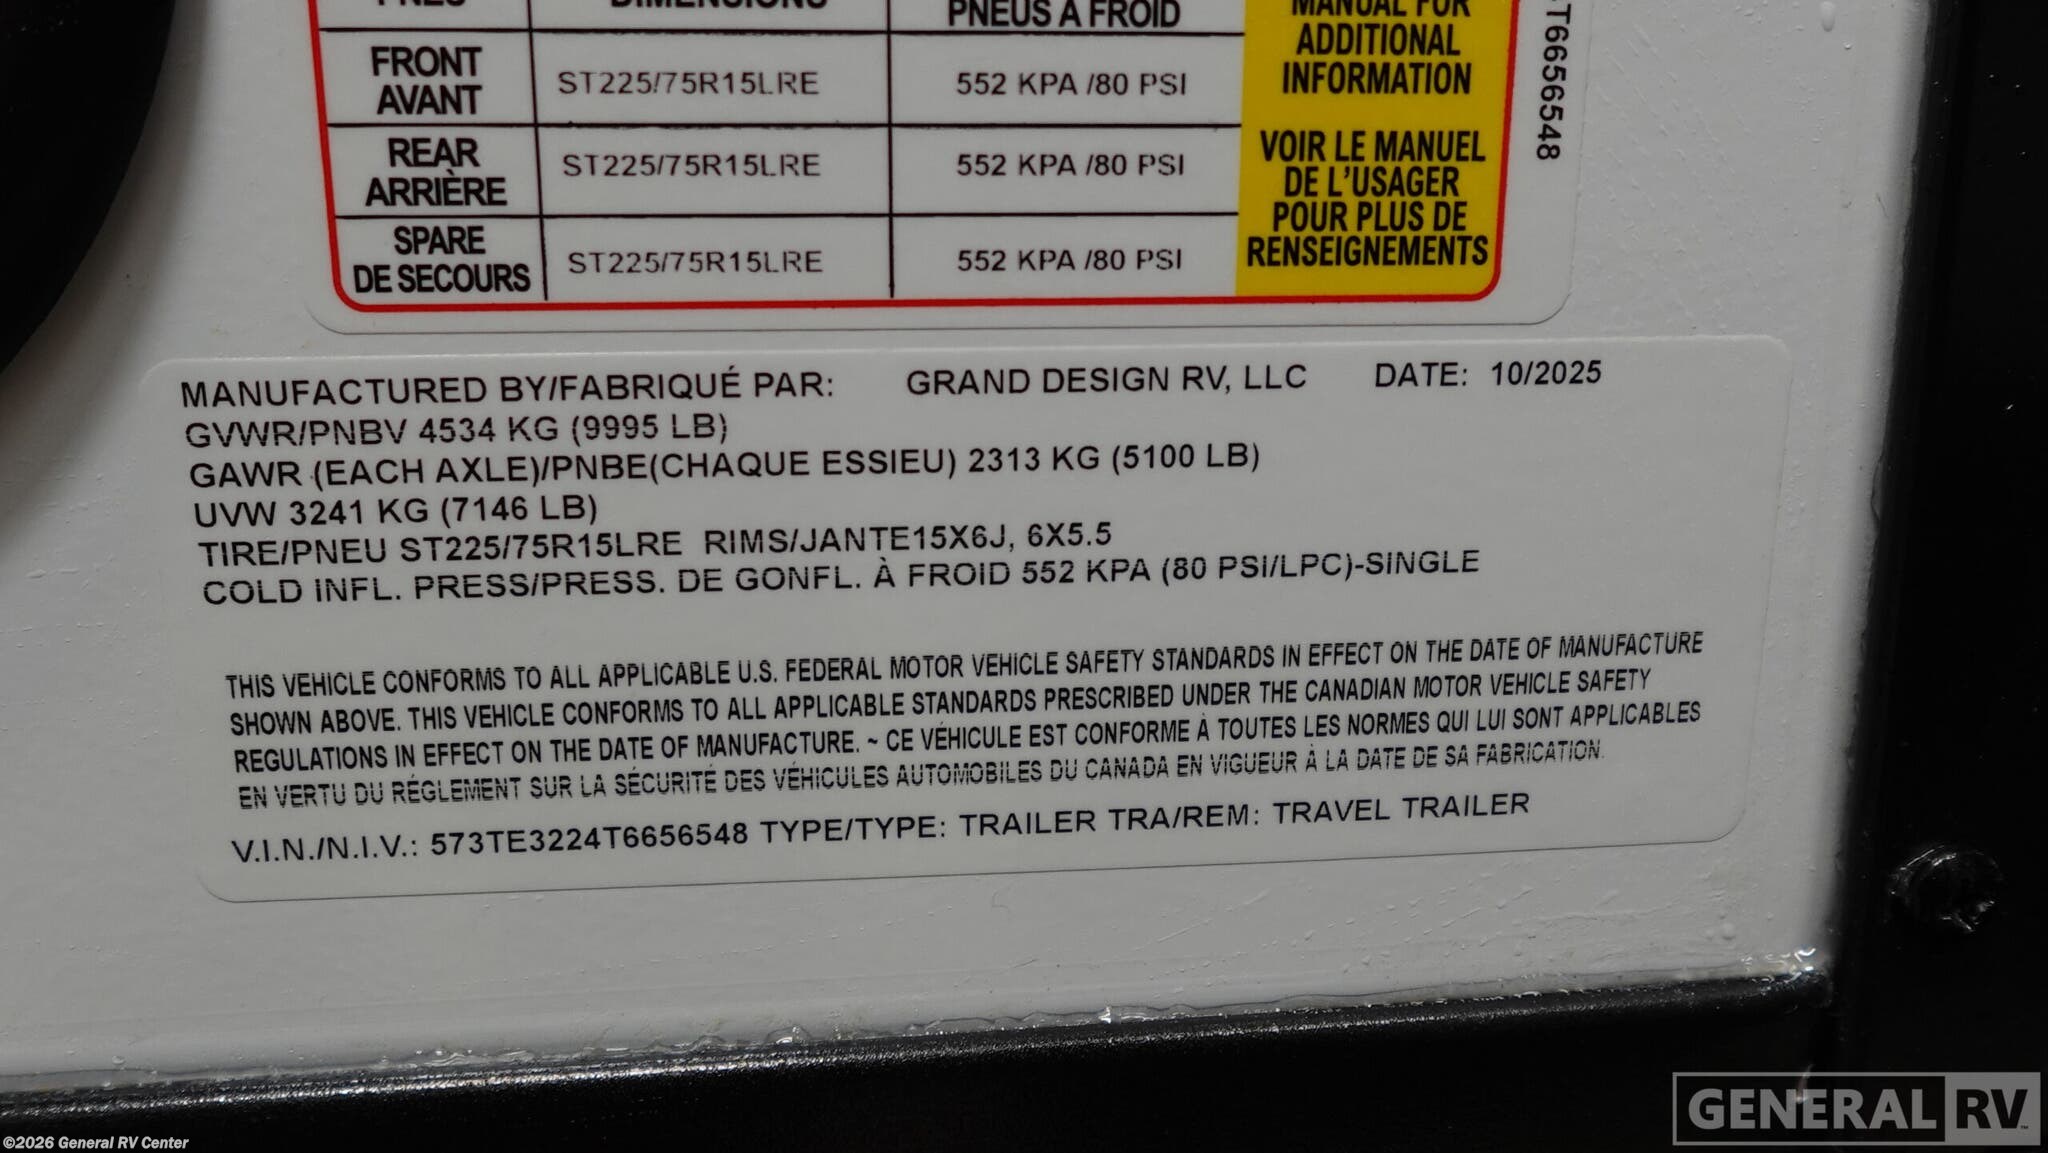 PNEU DIMENSIONS PNEUS À FROID
FRONT
AVANT
ST225/75R15LRE
552 KPA /80 PSI
REAR
ARRIÈRE
ST225/75R15LRE
552 KPA /80 PSI
SPARE
DE SECOURS
ST225/75R15LRE
552 KPA /80 PSI
MANUAL FOR
ADDITIONAL
INFORMATION
VOIR LE MANUEL
DE L'USAGER
POUR PLUS DE
RENSEIGNEMENTS
T6656548
MANUFACTURED BY/FABRIQUÉ PAR: GRAND DESIGN RV, LLC DATE: 10/2025
GVWR/PNBV 4534 KG (9995 LB)
GAWR (EACH AXLE)/PNBE(CHAQUE ESSIEU) 2313 KG (5100 LB)
UVW 3241 KG (7146 LB)
TIRE/PNEU ST225/75R15LRE RIMS/JANTE15X6J, 6X5.5
COLD INFL. PRESS/PRESS. DE GONFL. À FROID 552 KPA (80 PSI/LPC)-SINGLE
THIS VEHICLE CONFORMS TO ALL APPLICABLE U.S. FEDERAL MOTOR VEHICLE SAFETY STANDARDS IN EFFECT ON THE DATE OF MANUFACTURE
SHOWN ABOVE. THIS VEHICLE CONFORMS TO ALL APPLICABLE STANDARDS PRESCRIBED UNDER THE CANADIAN MOTOR VEHICLE SAFETY
REGULATIONS IN EFFECT ON THE DATE OF MANUFACTURE. ~ CE VÉHICULE EST CONFORME À TOUTES LES NORMES QUI LUI SONT APPLICABLES
EN VERTU DU RÉGLEMENT SUR LA SÉCURITÉ DES VÉHICULES AUTOMOBILES DU CANADA EN VIGUEUR À LA DATE DE SA FABRICATION.
V.I.N./N.I.V.: 573TE3224T6656548 TYPE/TYPE: TRAILER TRA/REM: TRAVEL TRAILER
GENERAL RV
©2026 General RV Center